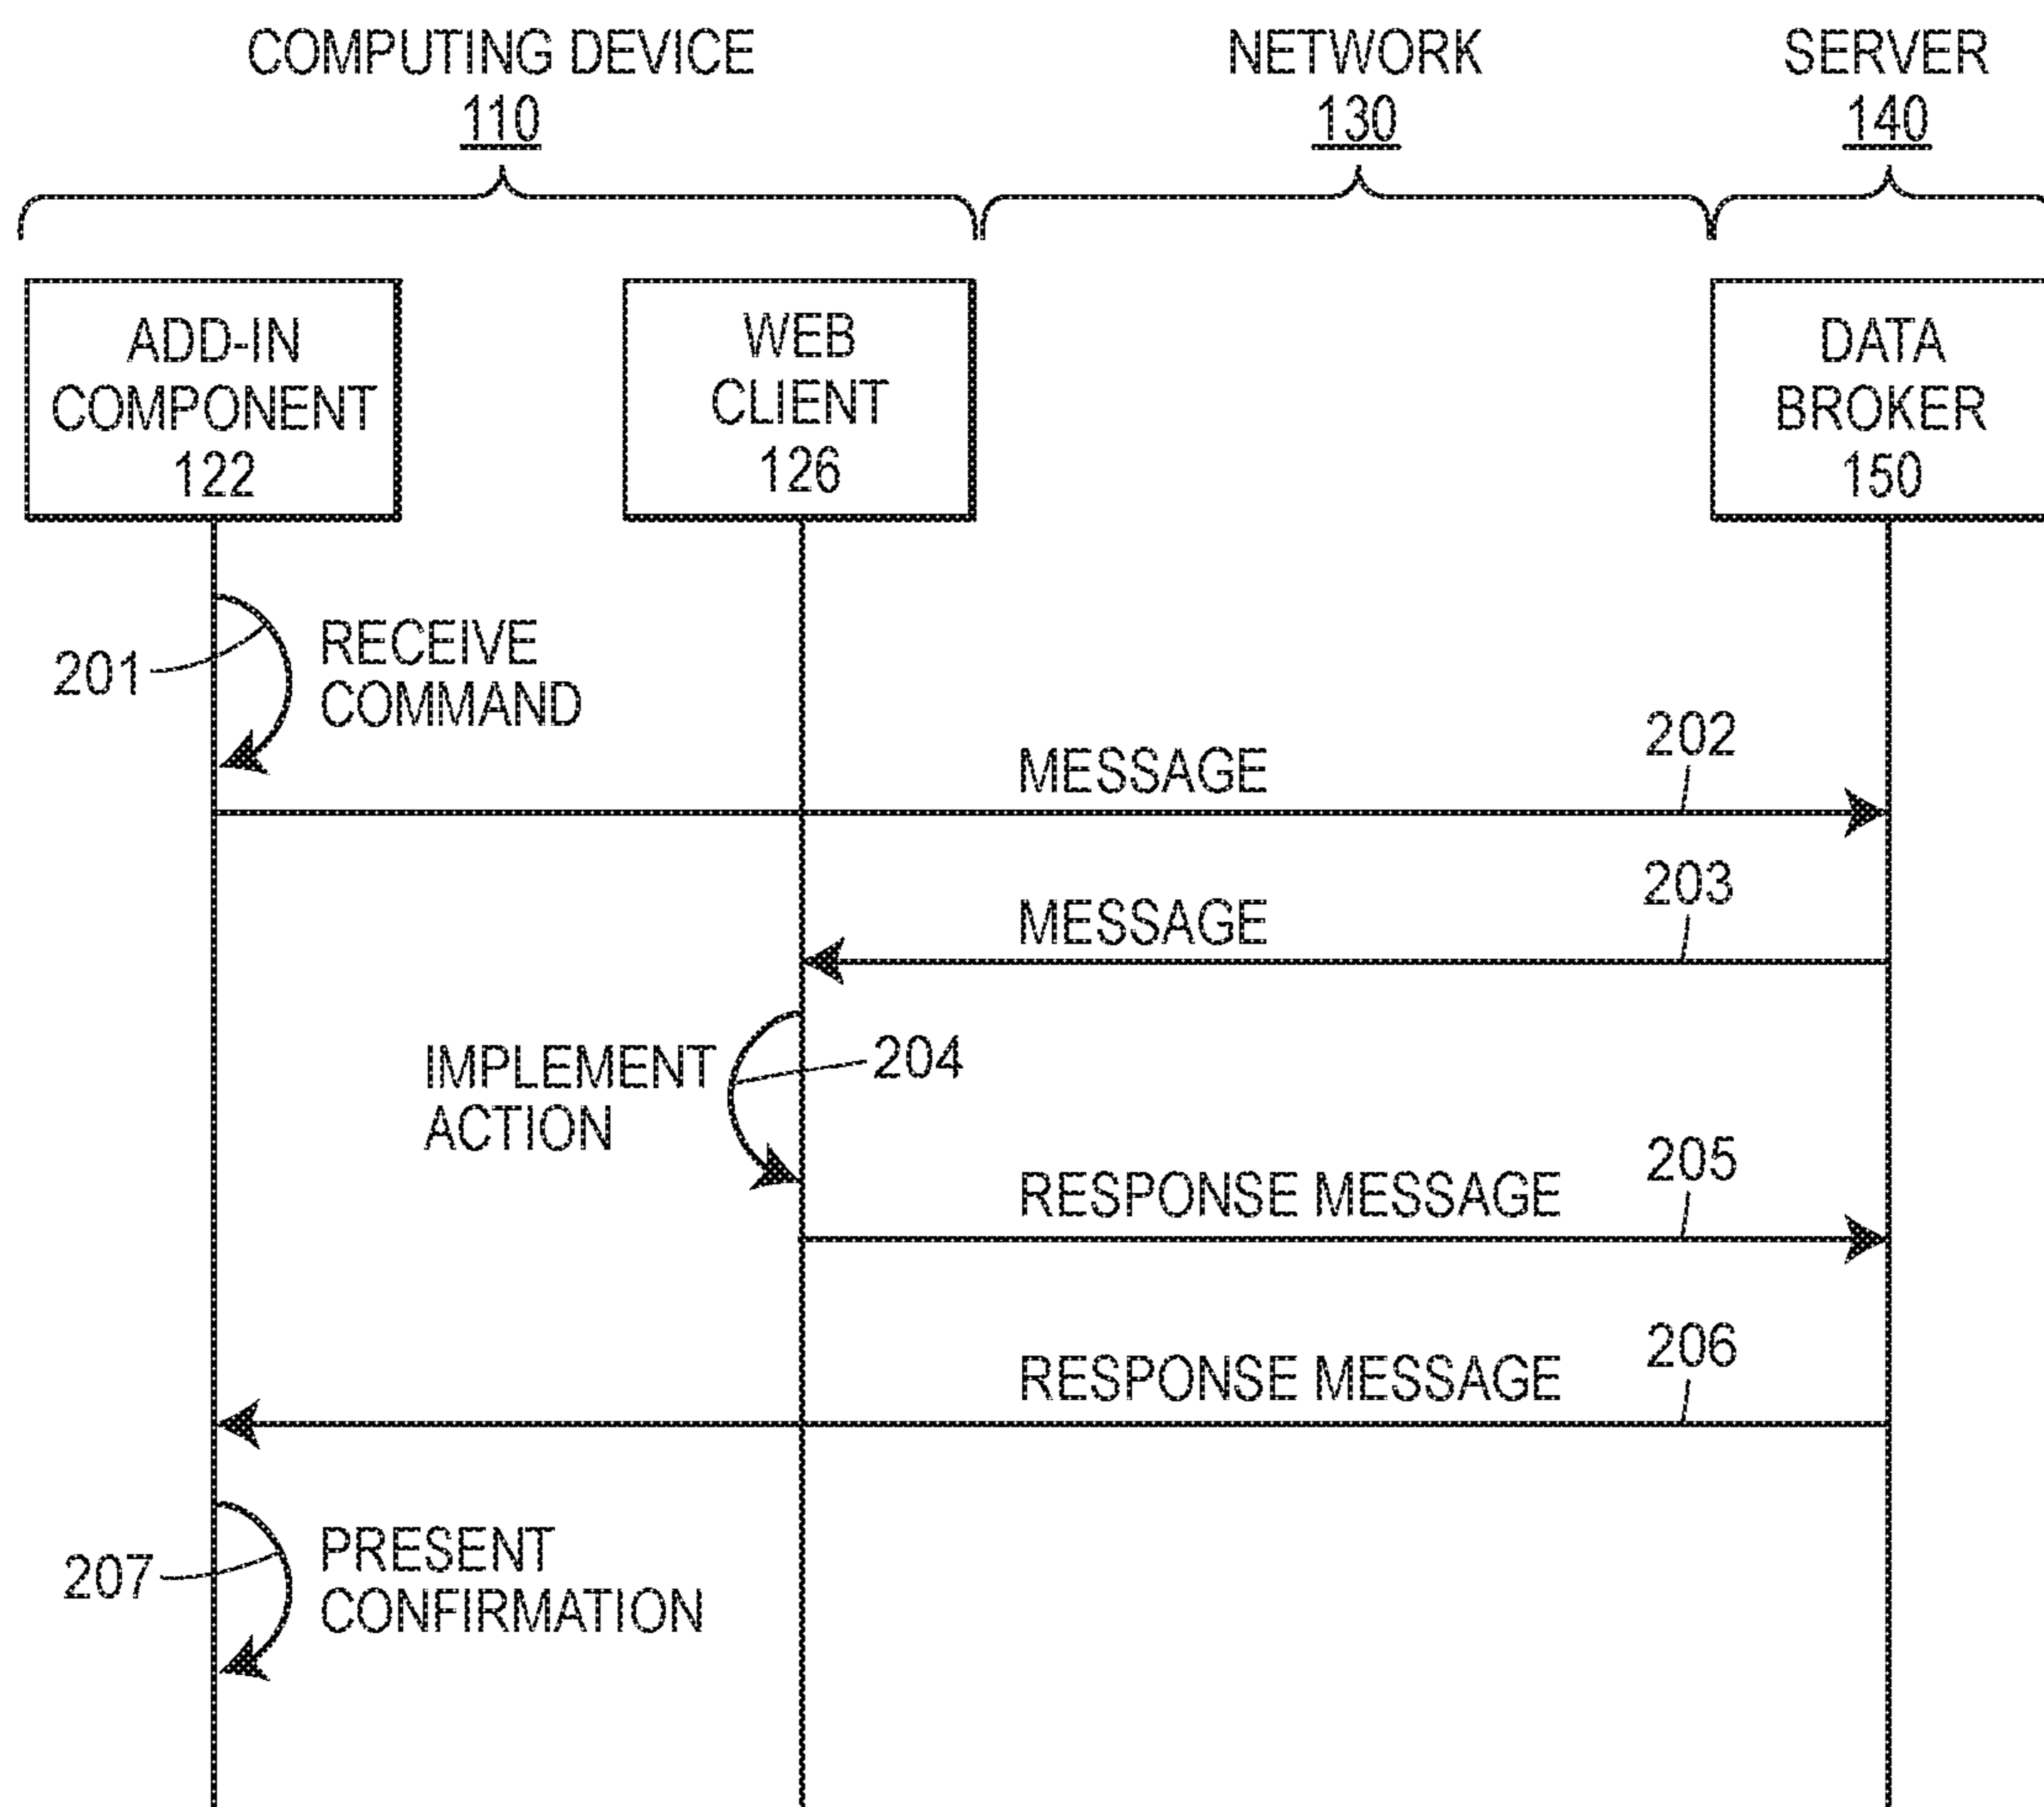 COMPUTING DEVICE
110
NETWORK
130
SERVER
140
ADD-IN
COMPONENT
122
WEB
CLIENT
126
DATA
BROKER
150
201
RECEIVE
COMMAND
MESSAGE
202
MESSAGE
203
IMPLEMENT
ACTION
204
RESPONSE MESSAGE
205
RESPONSE MESSAGE
206
207
PRESENT
CONFIRMATION